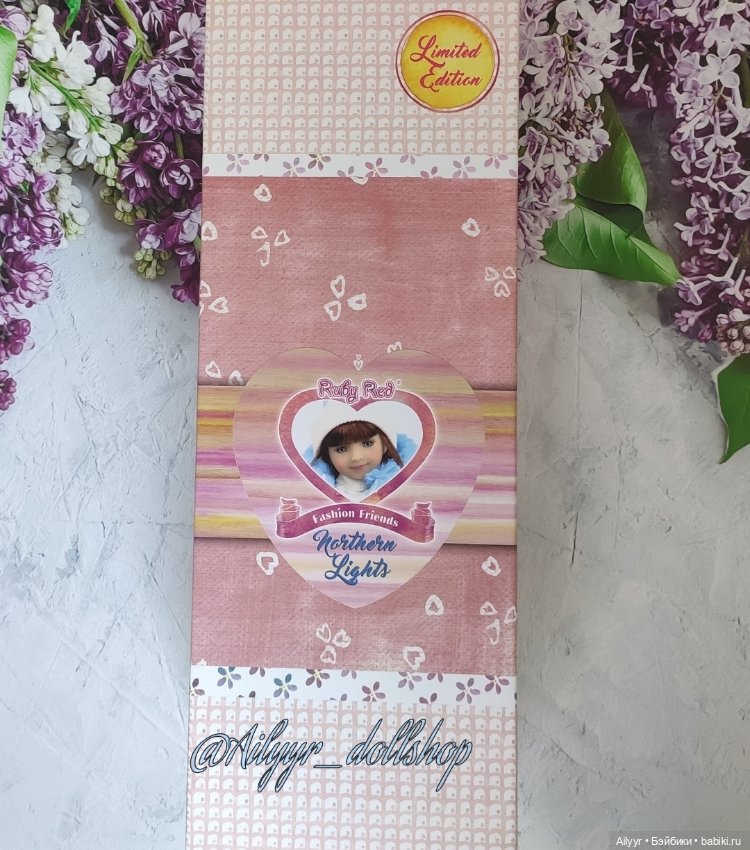 Limited
Edition
Ruby Red
Fashion Friends
Northern
Lights
@Ailyyr_dollshop
Ailyyr • Бэйбики • babiki.ru